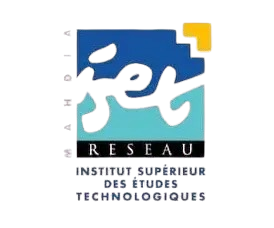 MAHDIA
iset
RESEAU
INSTITUT SUPÉRIEUR
DES ÉTUDES
TECHNOLOGIQUES